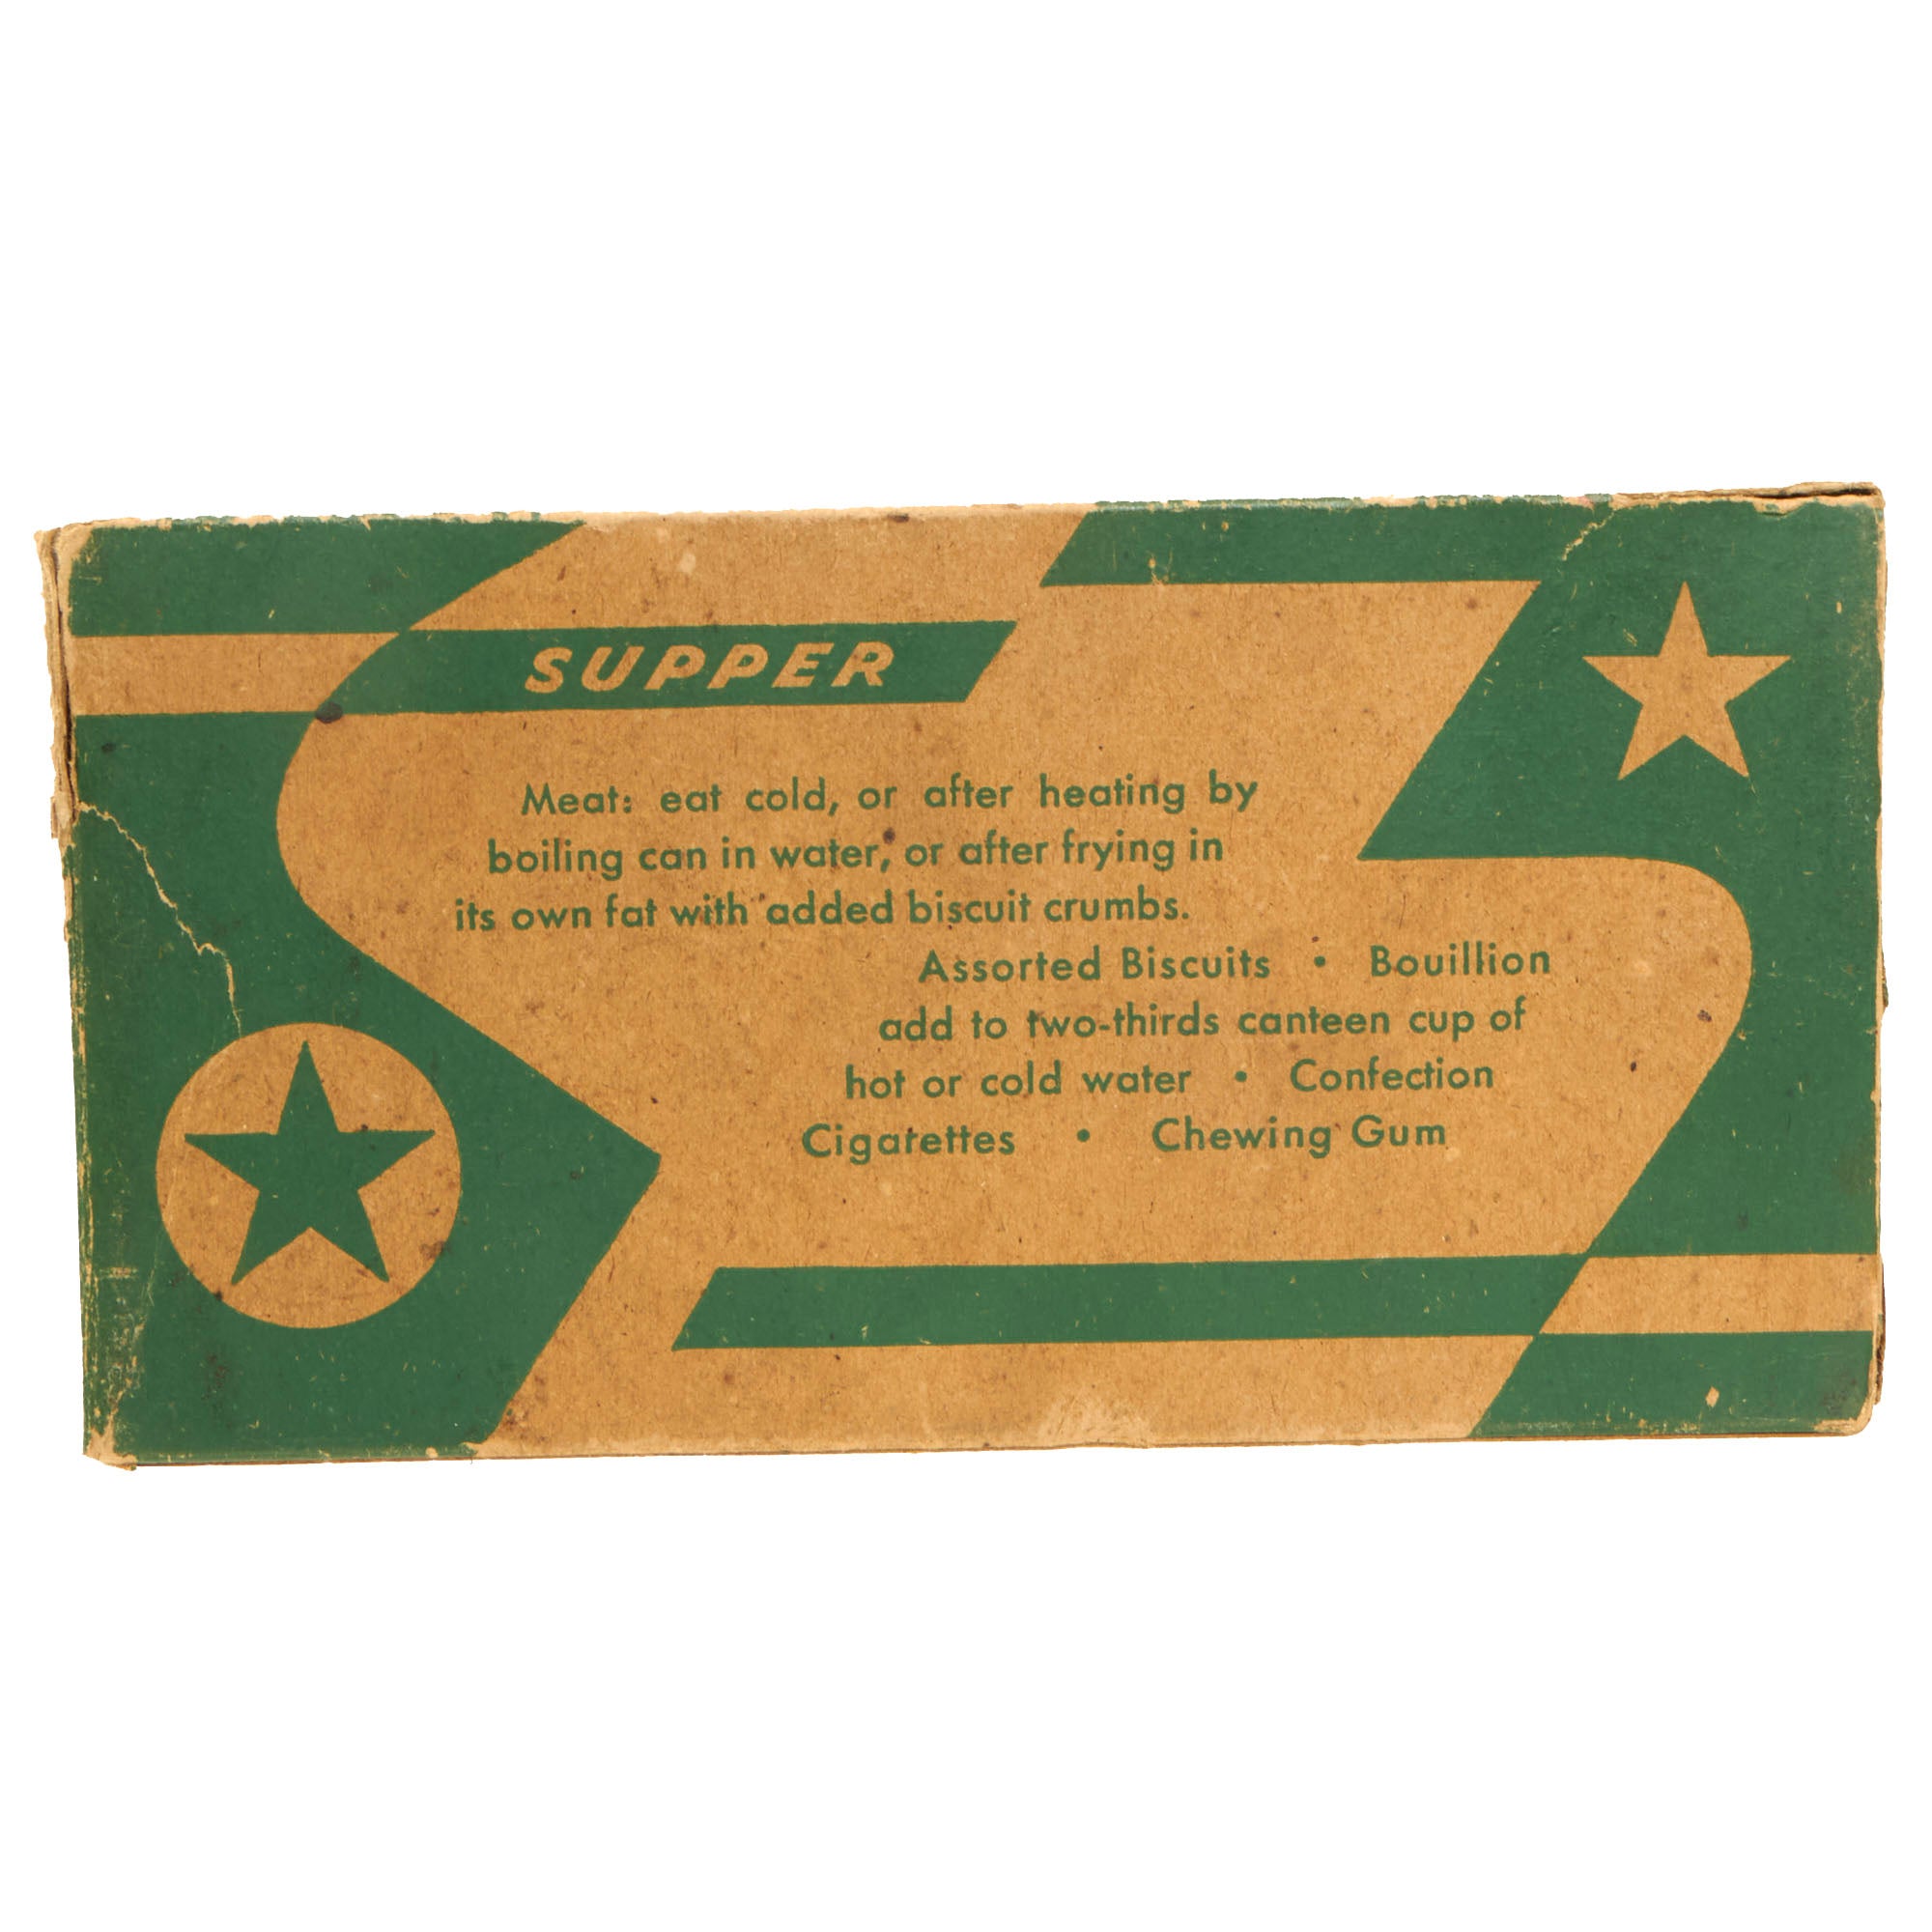 SUPPER
Meat: eat cold, or after heating by
boiling can in water, or after frying in
its own fat with added biscuit crumbs.
Assorted Biscuits • Bouillion
add to two-thirds canteen cup of
hot or cold water • Confection
Cigarettes • Chewing Gum